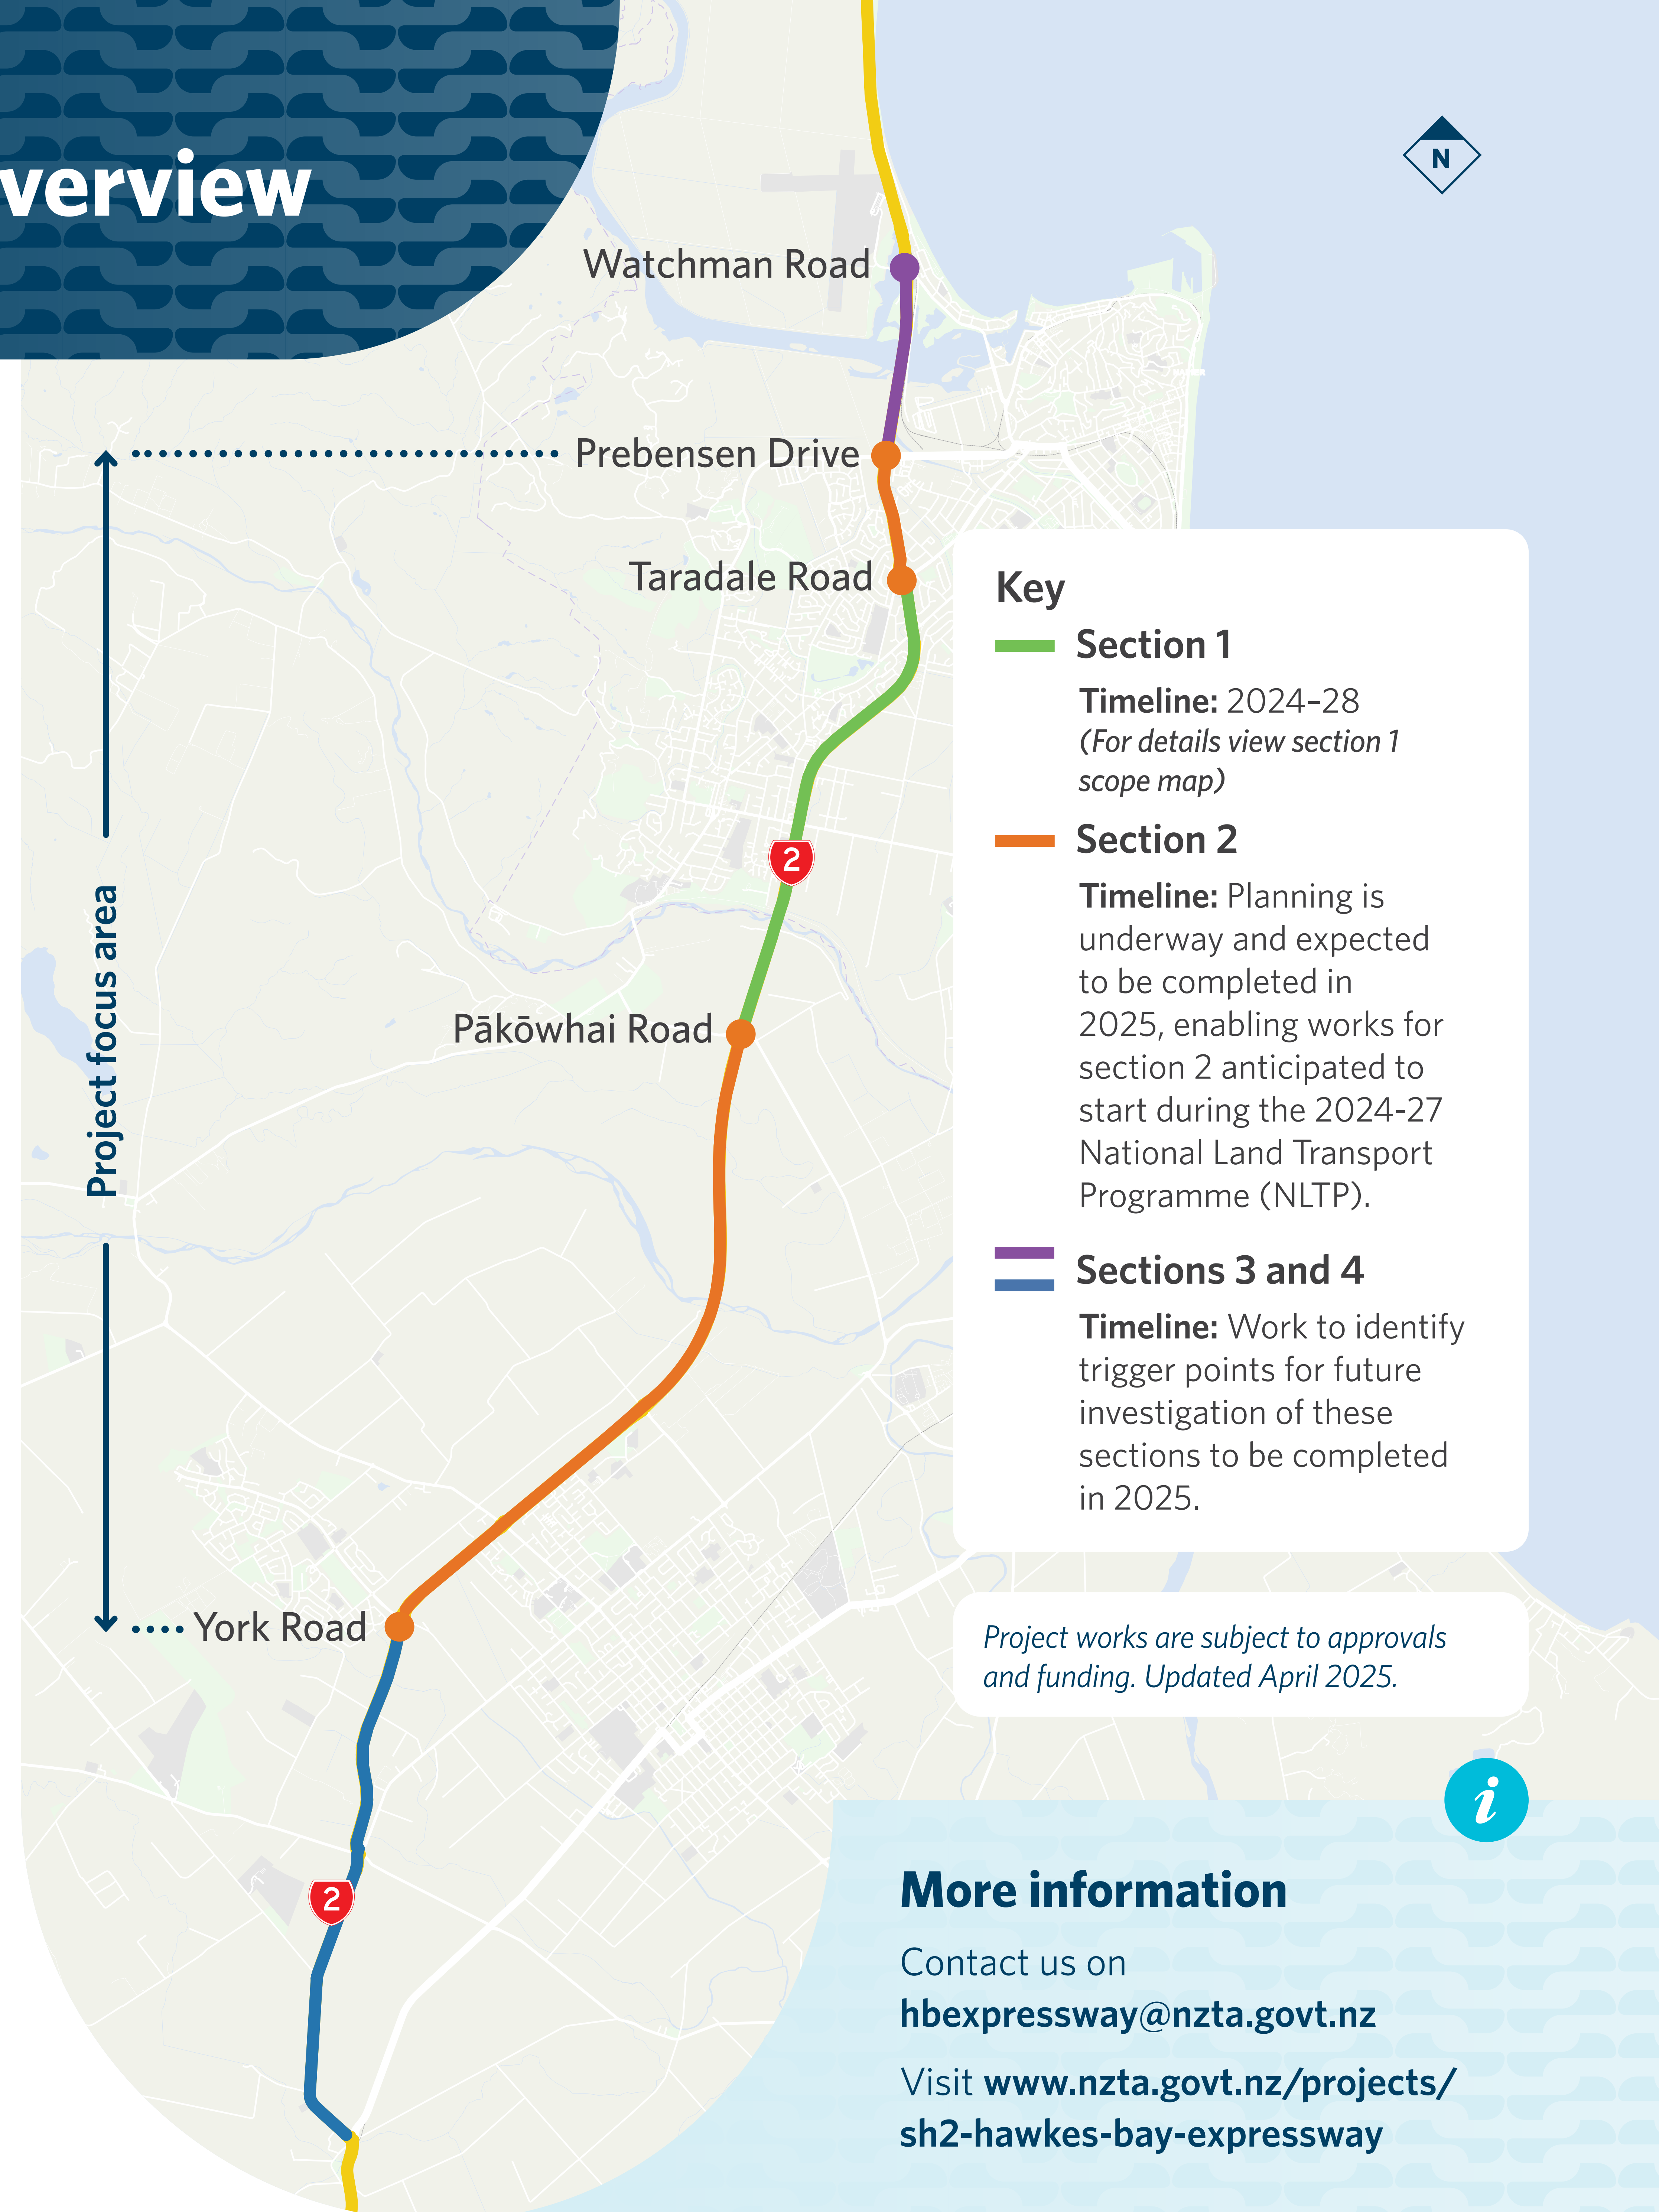 verview
N
Watchman Road
Prebensen Drive
Taradale Road
Pākōwhai Road
York Road
Project focus area
2
2
NAPIER
Key
Section 1
Timeline: 2024–28
(For details view section 1
scope map)
Section 2
Timeline: Planning is
underway and expected
to be completed in
2025, enabling works for
section 2 anticipated to
start during the 2024-27
National Land Transport
Programme (NLTP).
Sections 3 and 4
Timeline: Work to identify
trigger points for future
investigation of these
sections to be completed
in 2025.
Project works are subject to approvals
and funding. Updated April 2025.
i
More information
Contact us on
hbexpressway@nzta.govt.nz
Visit www.nzta.govt.nz/projects/
sh2-hawkes-bay-expressway